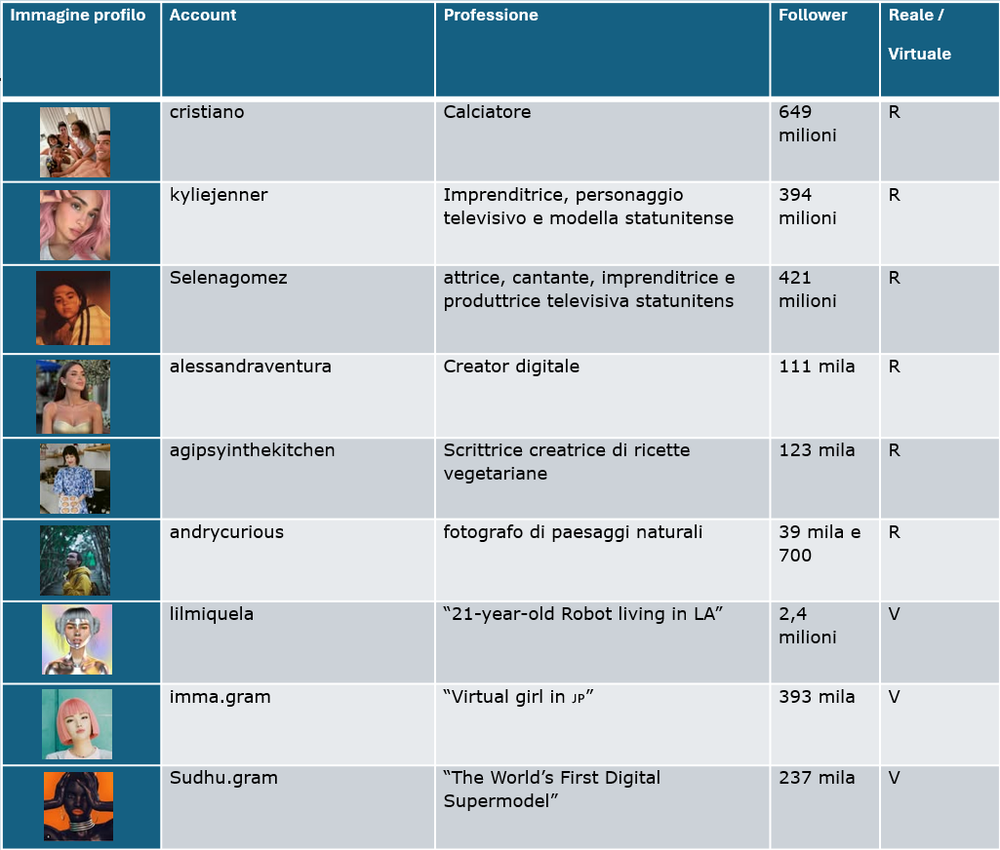 Immagine profilo Account Professione Follower Reale /
Virtuale
cristiano Calciatore 649
milioni R
kyliejenner Imprenditrice, personaggio
televisivo e modella statunitense 394
milioni R
Selenagomez attrice, cantante, imprenditrice e
produttrice televisiva statunitens 421
milioni R
alessandraventura Creator digitale 111 mila R
agipsyinthekitchen Scrittrice creatrice di ricette
vegetariane 123 mila R
andrycurious fotografo di paesaggi naturali 39 mila e
700 R
lilmiquela “21-year-old Robot living in LA” 2,4
milioni V
imma.gram “Virtual girl in ᴊᴘ” 393 mila V
Sudhu.gram “The World’s First Digital
Supermodel” 237 mila V